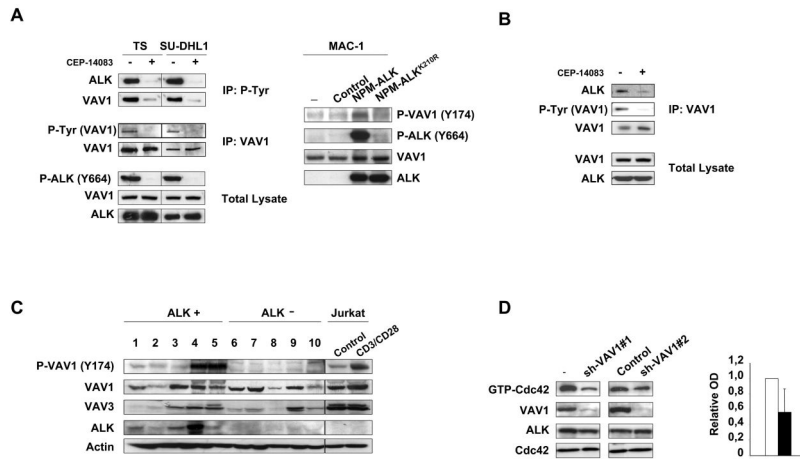 A
TS SU-DHL1
CEP-14083 - + - +
ALK
VAV1
IP: P-Tyr
P-Tyr (VAV1)
VAV1
IP: VAV1
P-ALK (Y664)
VAV1
ALK
Total Lysate
MAC-1
– Control NPM-ALK NPM-ALK^K210R
P-VAV1 (Y174)
P-ALK (Y664)
VAV1
ALK
B
CEP-14083 - +
ALK
P-Tyr (VAV1)
VAV1
IP: VAV1
VAV1
ALK
Total Lysate
C
ALK + ALK – Jurkat
1 2 3 4 5 6 7 8 9 10 Control CD3/CD28
P-VAV1 (Y174)
VAV1
VAV3
ALK
Actin
D
- sh-VAV1#1 Control sh-VAV1#2
GTP-Cdc42
VAV1
ALK
Cdc42
Relative OD
1,2
1,0
0,8
0,6
0,4
0,2
0